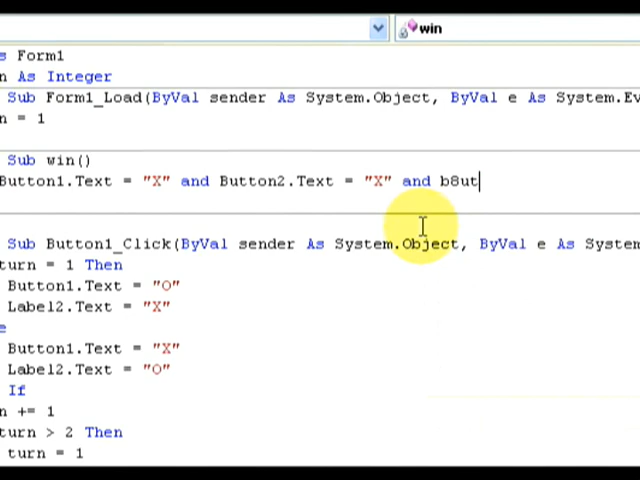 win
s Form1
n As Integer
Sub Form1_Load(ByVal sender As System.Object, ByVal e As System.Ev
n = 1
Sub win()
Button1.Text = "X" and Button2.Text = "X" and b8ut
Sub Button1_Click(ByVal sender As System.Object, ByVal e As System
turn = 1 Then
Button1.Text = "O"
Label2.Text = "X"
e
Button1.Text = "X"
Label2.Text = "O"
If
n += 1
turn > 2 Then
turn = 1